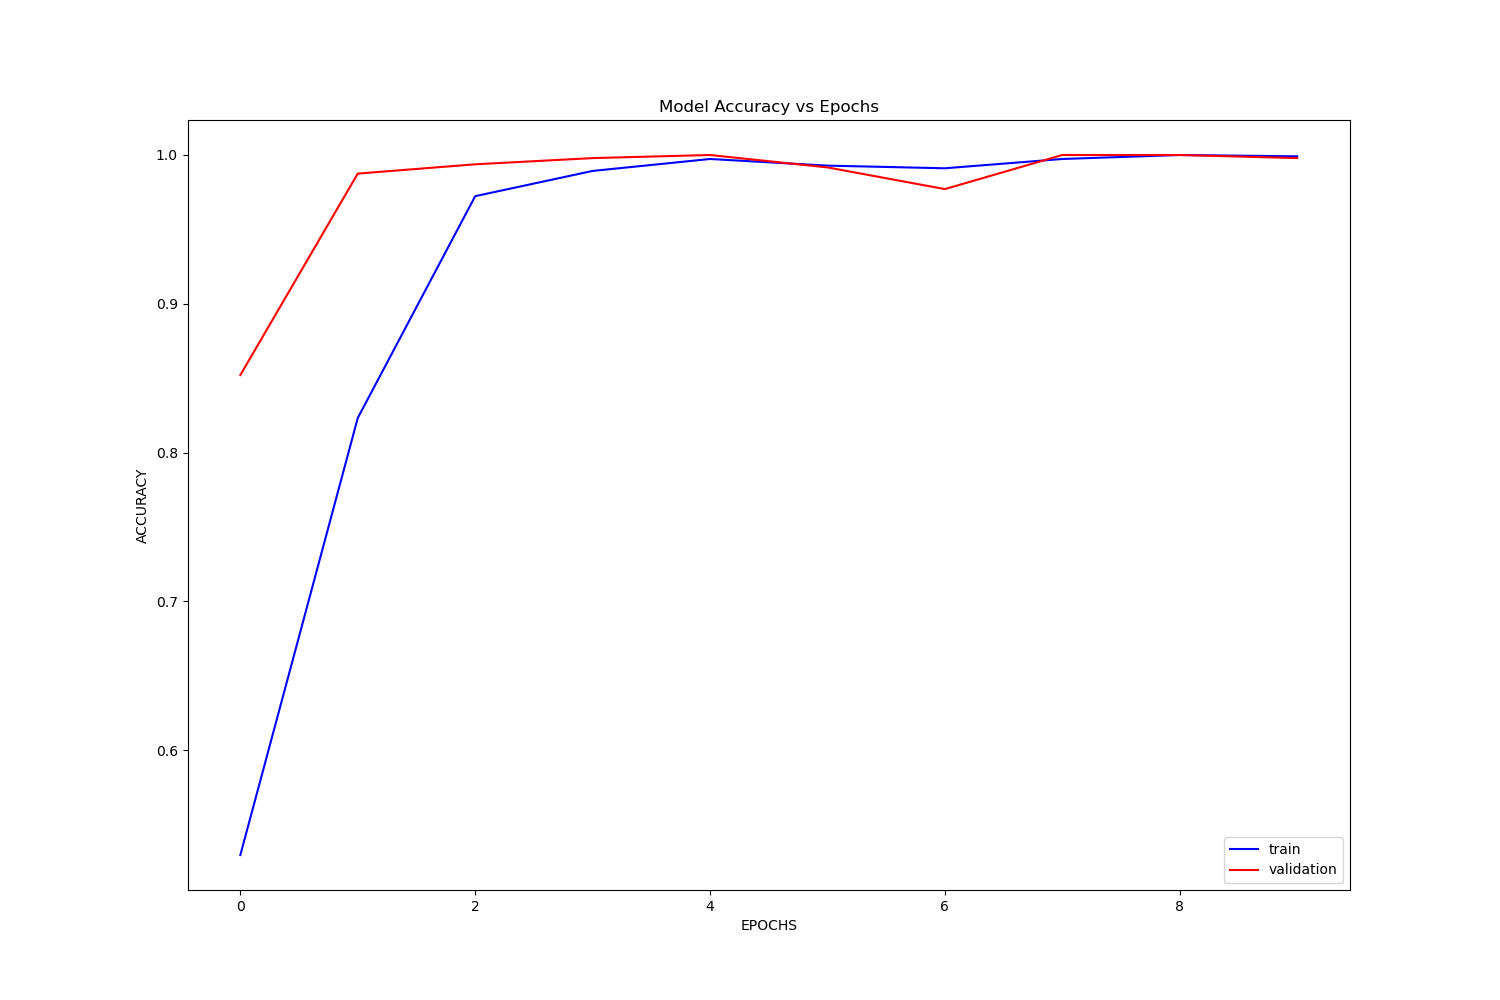 Model Accuracy vs Epochs
1.0
0.9
0.8
0.7
0.6
ACCURACY
0 2 4 6 8
EPOCHS
train
validation